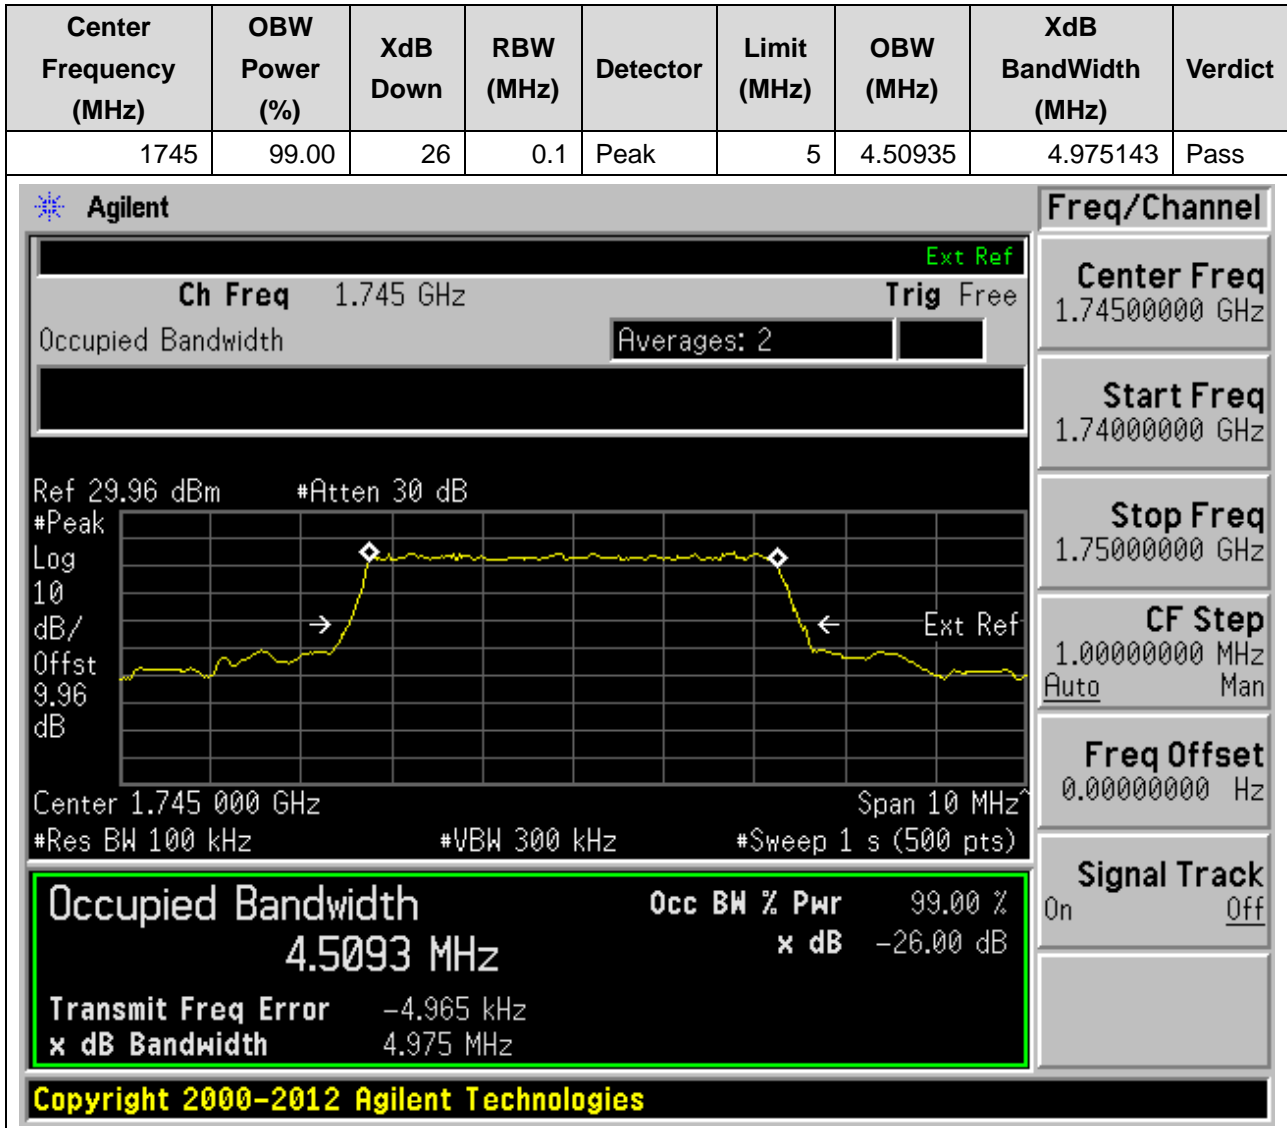 Center Frequency (MHz) OBW Power (%) XdB Down RBW (MHz) Detector Limit (MHz) OBW (MHz) XdB BandWidth (MHz) Verdict
1745 99.00 26 0.1 Peak 5 4.50935 4.975143 Pass
Agilent
Ext Ref
Ch Freq 1.745 GHz Trig Free
Occupied Bandwidth Averages: 2
Ref 29.96 dBm #Atten 30 dB
#Peak
Log
10
dB/
Offst
9.96
dB
Ext Ref
Center 1.745 000 GHz Span 10 MHz^
#Res BW 100 kHz #VBW 300 kHz #Sweep 1 s (500 pts)
Occupied Bandwidth
4.5093 MHz
Occ BW % Pwr 99.00 %
x dB -26.00 dB
Transmit Freq Error -4.965 kHz
x dB Bandwidth 4.975 MHz
Copyright 2000-2012 Agilent Technologies
Freq/Channel
Center Freq
1.74500000 GHz
Start Freq
1.74000000 GHz
Stop Freq
1.75000000 GHz
CF Step
1.00000000 MHz
Auto Man
Freq Offset
0.00000000 Hz
Signal Track
On Off